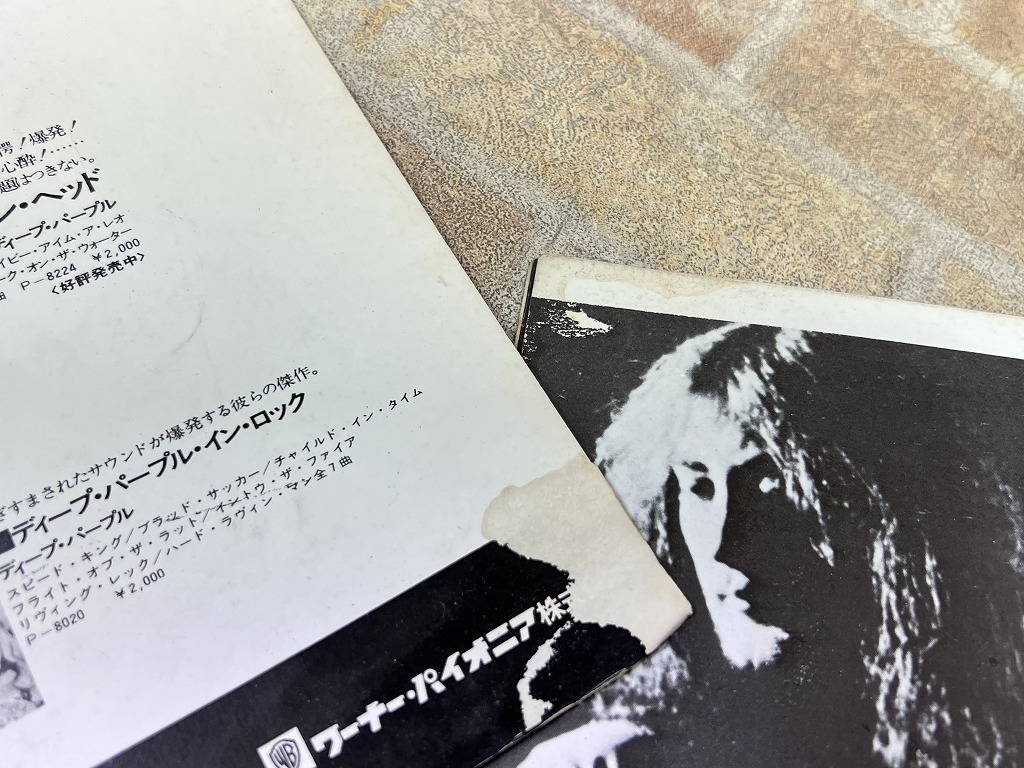 愕！爆発！
心酔！……
題はつきない。
ン・ヘッド
ディープ・パープル
イビー・アイム・ア・レオ
ーク・オン・ザ・ウォーター
曲 P-8224 ¥2,000
〈好評発売中〉
ぎすまされたサウンドが爆発する彼らの傑作。
■ディープ・パープル・イン・ロック
ディープ・パープル
スピード・キング/ブラッド・サッカー/チャイルド・イン・タイム
フライト・オブ・ザ・ラット/イントゥ・ザ・ファイア
リヴィング・レック/ハード・ラヴィン・マン全7曲
P-8020 ¥2,000
WB ワーナー・パイオニア株